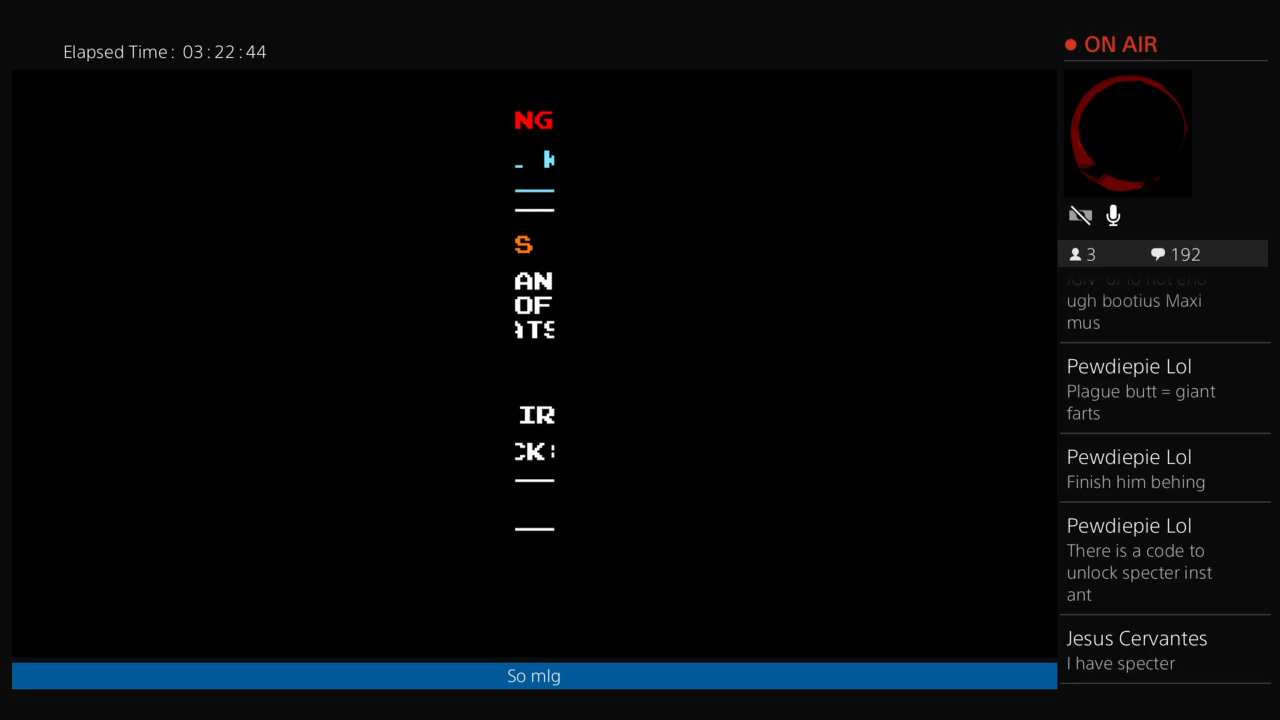 Elapsed Time: 03:22:44
ON AIR
NG
S
AN
OF
IR
CK:
So mlg
3
192
ugh bootius Maxi
mus
Pewdiepie Lol
Plague butt = giant
farts
Pewdiepie Lol
Finish him behing
Pewdiepie Lol
There is a code to
unlock specter inst
ant
Jesus Cervantes
I have specter